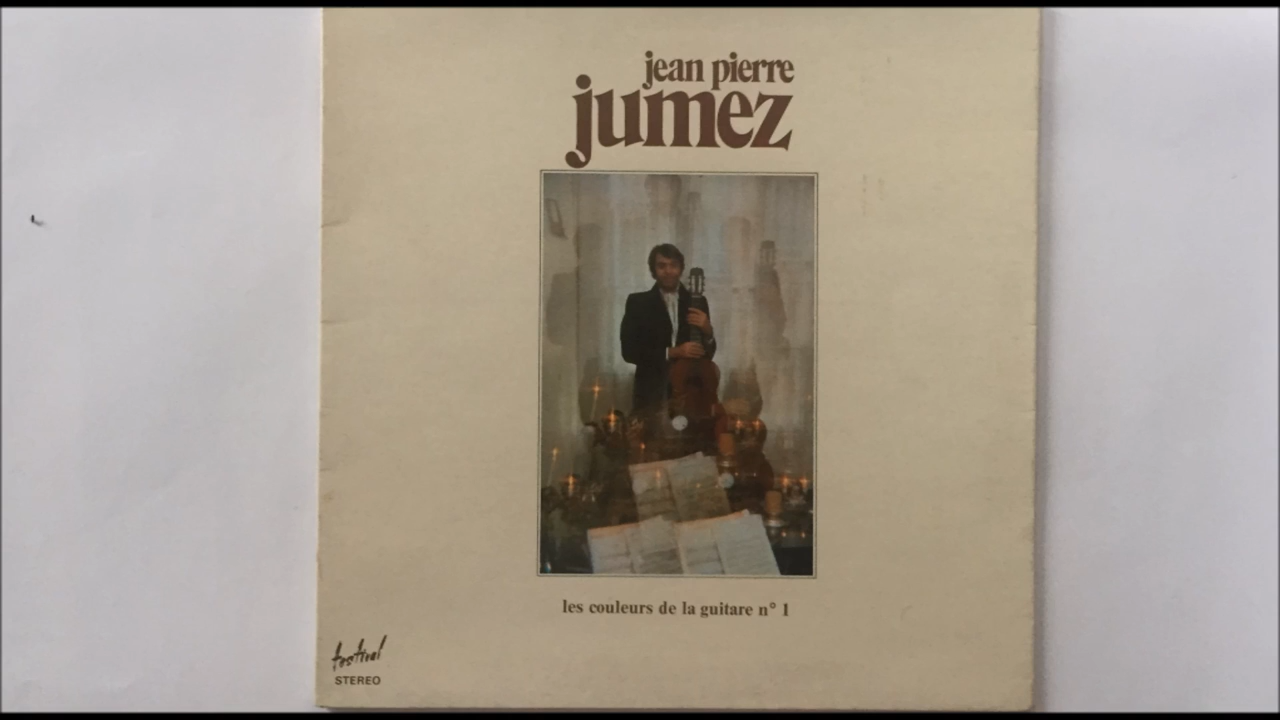 jean pierre
jumez
les couleurs de la guitare n° 1
festival
STEREO